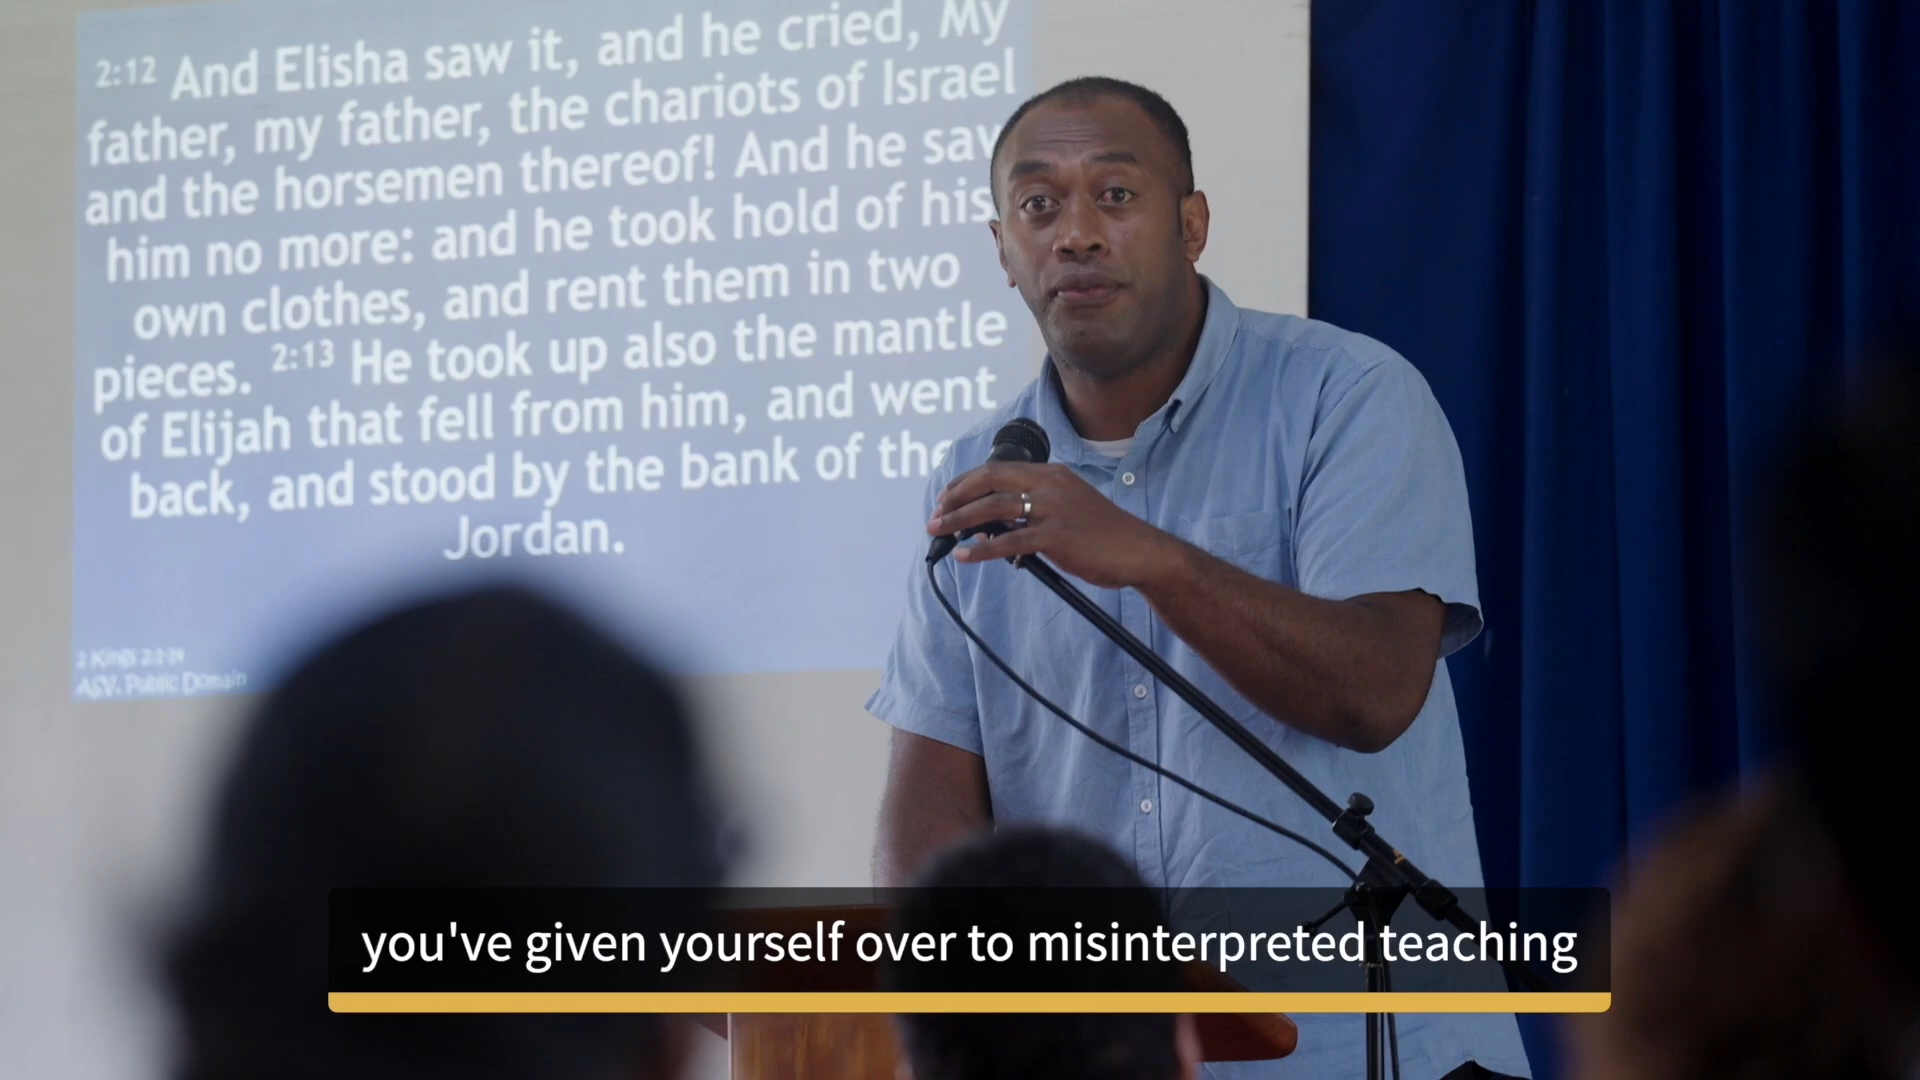 2:12 And Elisha saw it, and he cried, My
father, my father, the chariots of Israel
and the horsemen thereof! And he saw
him no more: and he took hold of his
own clothes, and rent them in two
pieces. 2:13 He took up also the mantle
of Elijah that fell from him, and went
back, and stood by the bank of the
Jordan.
2 Kings
ASV, Public Domain
you've given yourself over to misinterpreted teaching